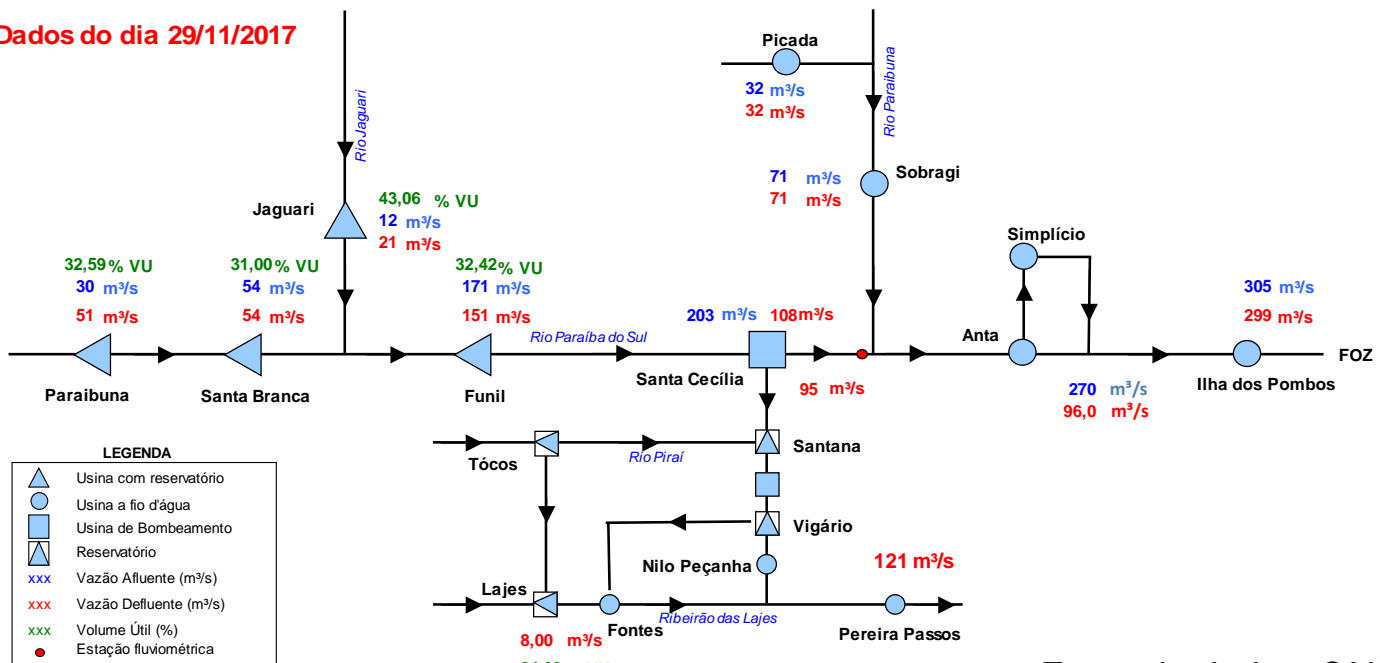 Dados do dia 29/11/2017
Picada
32 m³/s
32 m³/s
Rio Paraibuna
Rio Jaguari
71 m³/s
71 m³/s
Sobragi
Jaguari
43,06 % VU
12 m³/s
21 m³/s
Simplício
32,59% VU
30 m³/s
51 m³/s
31,00% VU
54 m³/s
54 m³/s
32,42% VU
171 m³/s
151 m³/s
Rio Paraíba do Sul
203 m³/s 108m³/s
305 m³/s
299 m³/s
Anta
FOZ
Paraibuna
Santa Branca
Funil
Santa Cecília
95 m³/s
270 m³/s
96,0 m³/s
Ilha dos Pombos
Tócos
Rio Piraí
Santana
Vigário
Nilo Peçanha
121 m³/s
Lajes
Fontes
Ribeirão das Lajes
Pereira Passos
8,00 m³/s
LEGENDA
Usina com reservatório
Usina a fio d'água
Usina de Bombeamento
Reservatório
xxx Vazão Afluente (m³/s)
xxx Vazão Defluente (m³/s)
xxx Volume Útil (%)
Estação fluviométrica